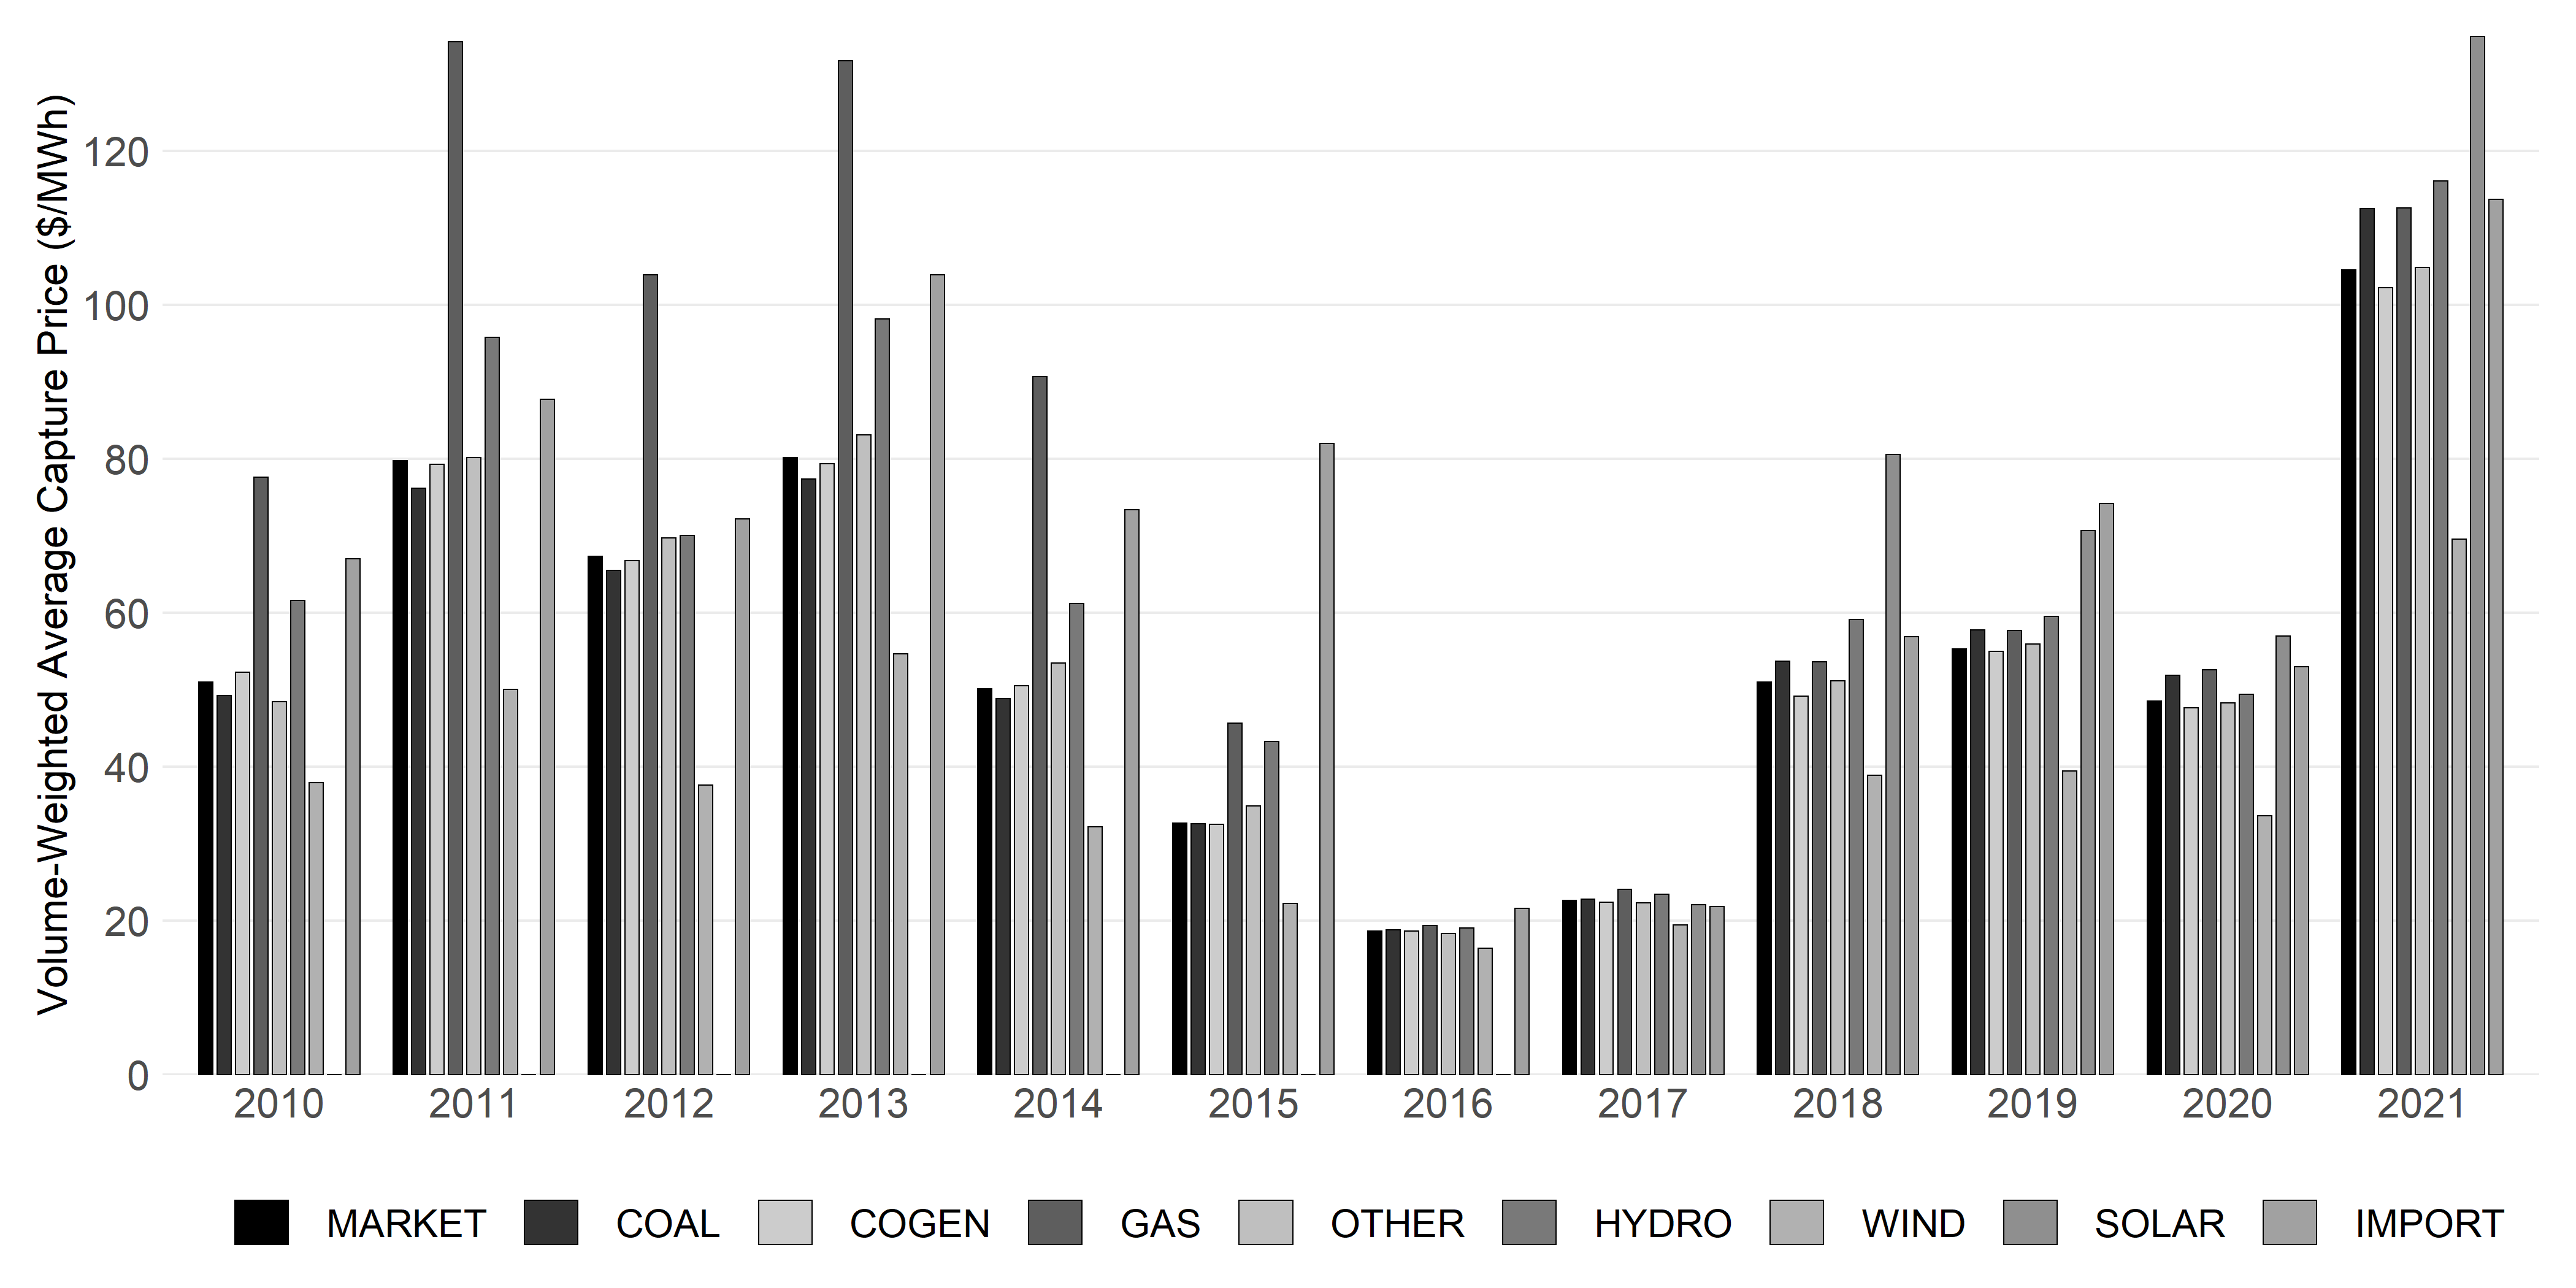 Volume-Weighted Average Capture Price ($/MWh)
120
100
80
60
40
20
0
2010 2011 2012 2013 2014 2015 2016 2017 2018 2019 2020 2021
MARKET COAL COGEN GAS OTHER HYDRO WIND SOLAR IMPORT